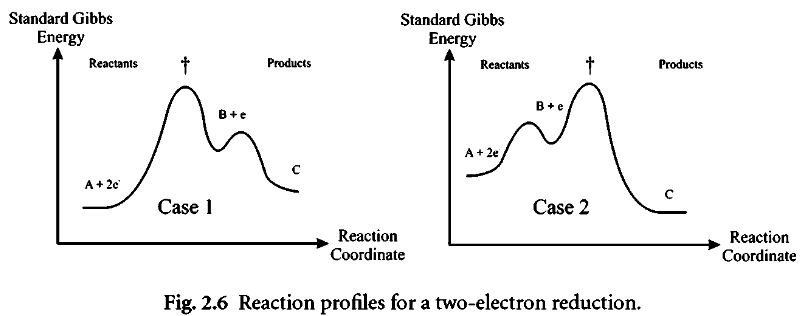 Standard Gibbs
Energy
Reactants
†
Products
B + e
A + 2e-
C
Case 1
Reaction
Coordinate
Standard Gibbs
Energy
Reactants
†
Products
B + e
A + 2e
C
Case 2
Reaction
Coordinate
Fig. 2.6 Reaction profiles for a two-electron reduction.